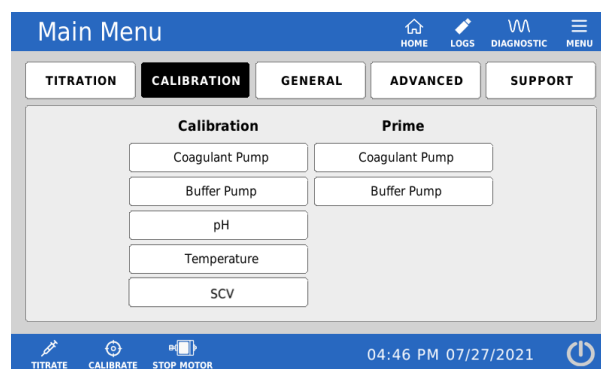 Main Menu
HOME LOGS DIAGNOSTIC MENU
TITRATION CALIBRATION GENERAL ADVANCED SUPPORT
Calibration Prime
Coagulant Pump Coagulant Pump
Buffer Pump Buffer Pump
pH
Temperature
SCV
04:46 PM 07/27/2021
TITRATE CALIBRATE STOP MOTOR